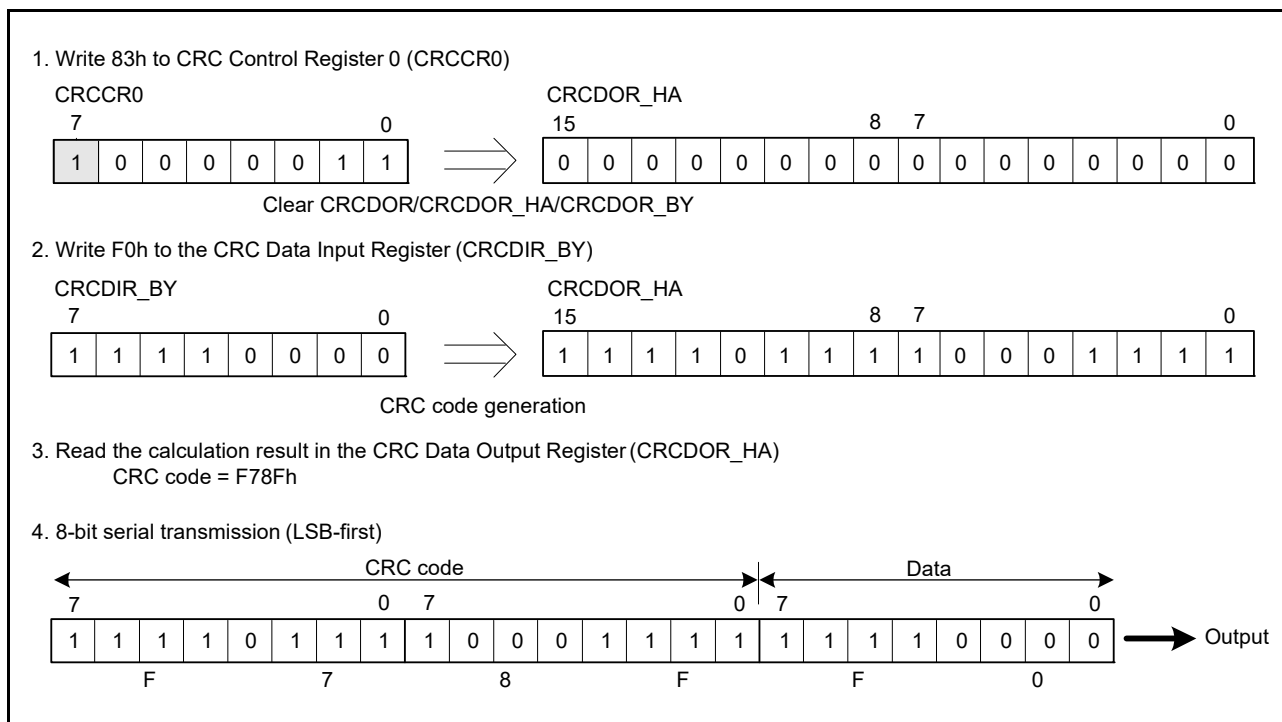 1. Write 83h to CRC Control Register 0 (CRCCR0)
CRCCR0 CRCDOR_HA
7 0 15 8 7 0
1 0 0 0 0 0 1 1 0 0 0 0 0 0 0 0 0 0 0 0 0 0 0 0
Clear CRCDOR/CRCDOR_HA/CRCDOR_BY
2. Write F0h to the CRC Data Input Register (CRCDIR_BY)
CRCDIR_BY CRCDOR_HA
7 0 15 8 7 0
1 1 1 1 0 0 0 0 1 1 1 1 0 1 1 1 1 0 0 0 1 1 1 1
CRC code generation
3. Read the calculation result in the CRC Data Output Register (CRCDOR_HA)
CRC code = F78Fh
4. 8-bit serial transmission (LSB-first)
CRC code Data
7 0 7 0 7 0
1 1 1 1 0 1 1 1 1 0 0 0 1 1 1 1 1 1 1 1 0 0 0 0 Output
F 7 8 F F 0